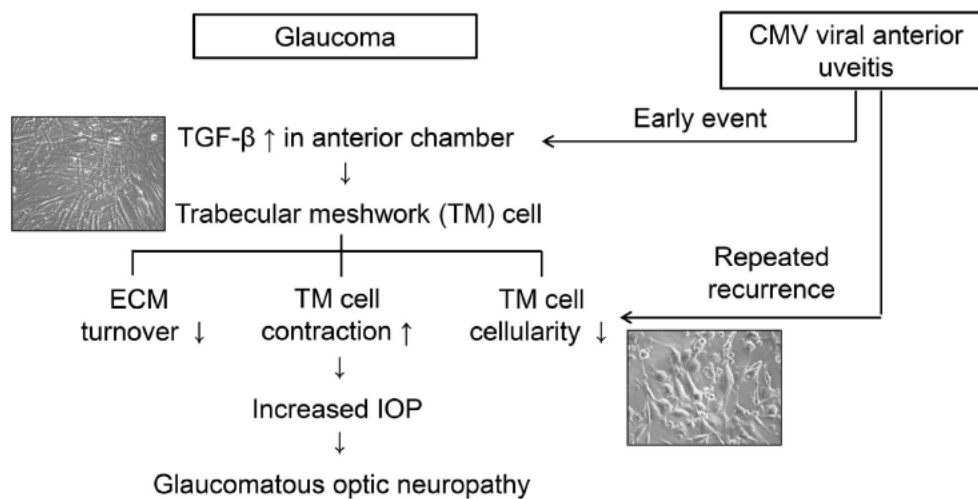 Glaucoma
CMV viral anterior
uveitis
Early event
TGF-β ↑ in anterior chamber
↓
Trabecular meshwork (TM) cell
Repeated
recurrence
ECM
turnover ↓
TM cell
contraction ↑
TM cell
cellularity ↓
↓
Increased IOP
↓
Glaucomatous optic neuropathy